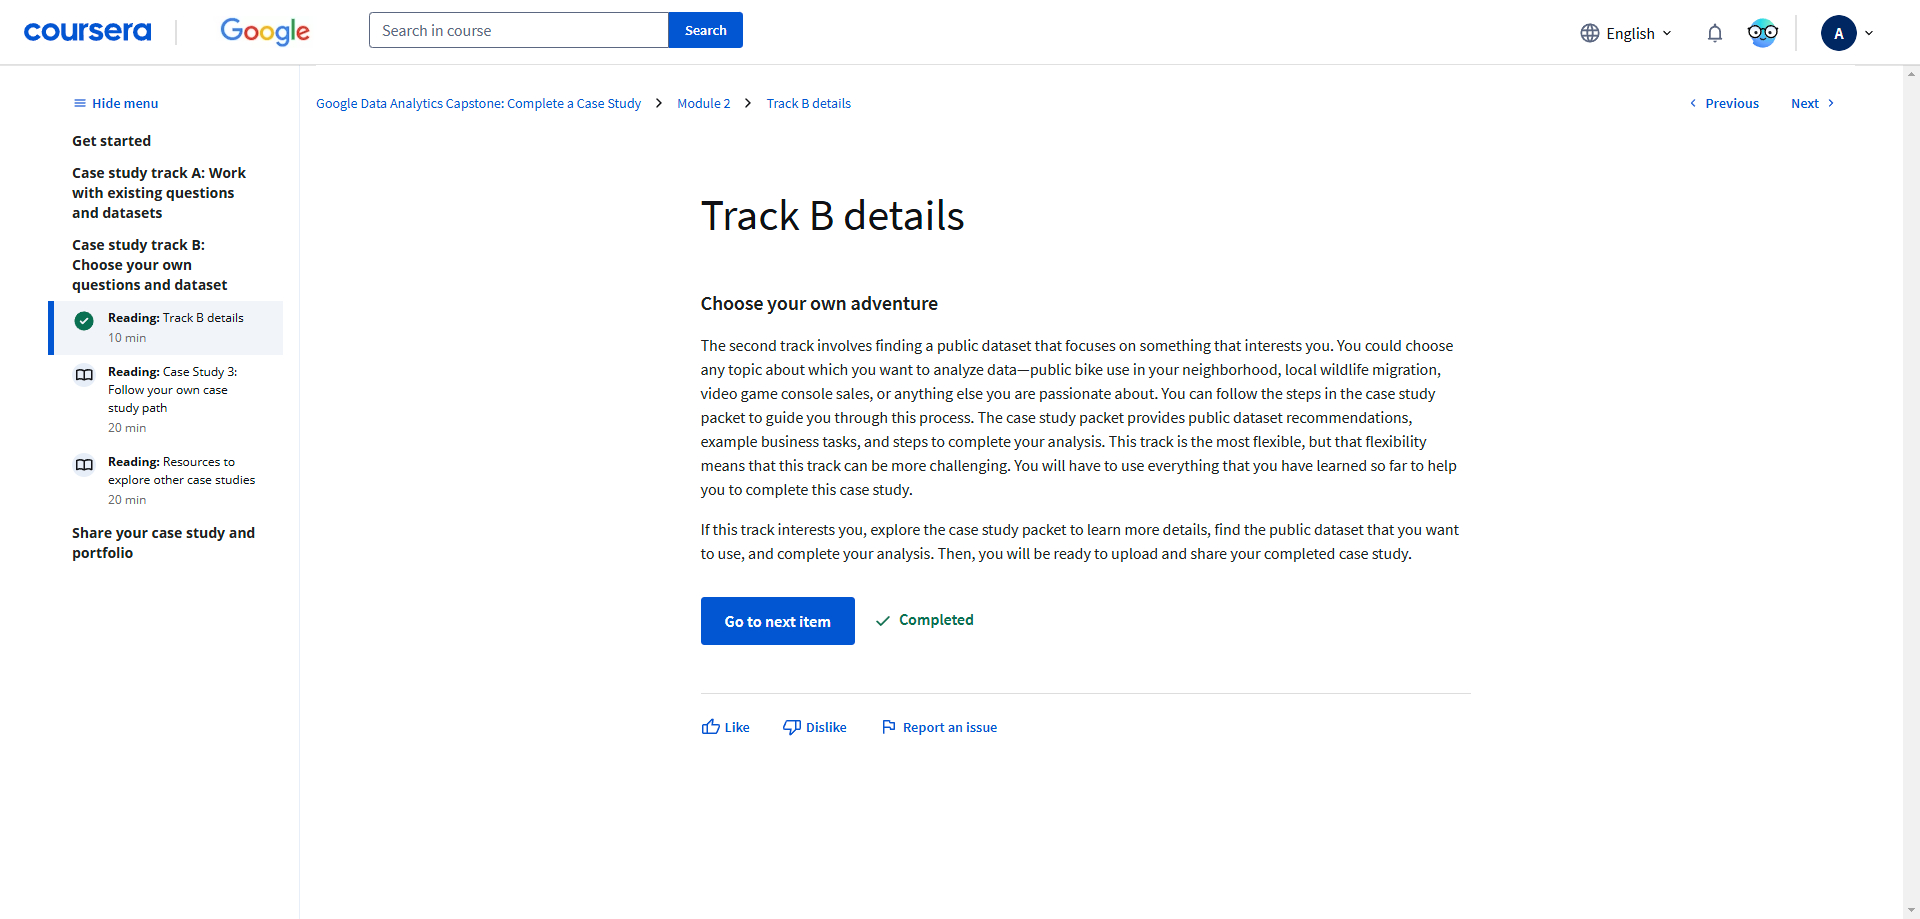 coursera
Google
Search in course
Search
English
A
Hide menu
Get started
Case study track A: Work
with existing questions
and datasets
Case study track B:
Choose your own
questions and dataset
Reading: Track B details
10 min
Reading: Case Study 3:
Follow your own case
study path
20 min
Reading: Resources to
explore other case studies
20 min
Share your case study and
portfolio
Google Data Analytics Capstone: Complete a Case Study
Module 2
Track B details
Previous
Next
Track B details
Choose your own adventure
The second track involves finding a public dataset that focuses on something that interests you. You could choose
any topic about which you want to analyze data—public bike use in your neighborhood, local wildlife migration,
video game console sales, or anything else you are passionate about. You can follow the steps in the case study
packet to guide you through this process. The case study packet provides public dataset recommendations,
example business tasks, and steps to complete your analysis. This track is the most flexible, but that flexibility
means that this track can be more challenging. You will have to use everything that you have learned so far to help
you to complete this case study.
If this track interests you, explore the case study packet to learn more details, find the public dataset that you want
to use, and complete your analysis. Then, you will be ready to upload and share your completed case study.
Go to next item
Completed
Like
Dislike
Report an issue